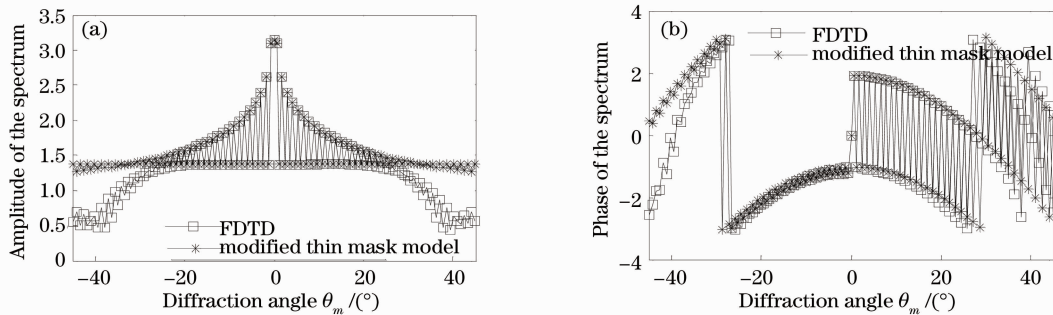 (a)
3.5
3.0
2.5
2.0
1.5
1.0
0.5
0
Amplitude of the spectrum
FDTD
modified thin mask model
−40 −20 0 20 40
Diffraction angle θm /(°)
(b)
4
2
0
−2
−4
Phase of the spectrum
FDTD
modified thin mask model
−40 −20 0 20 40
Diffraction angle θm /(°)